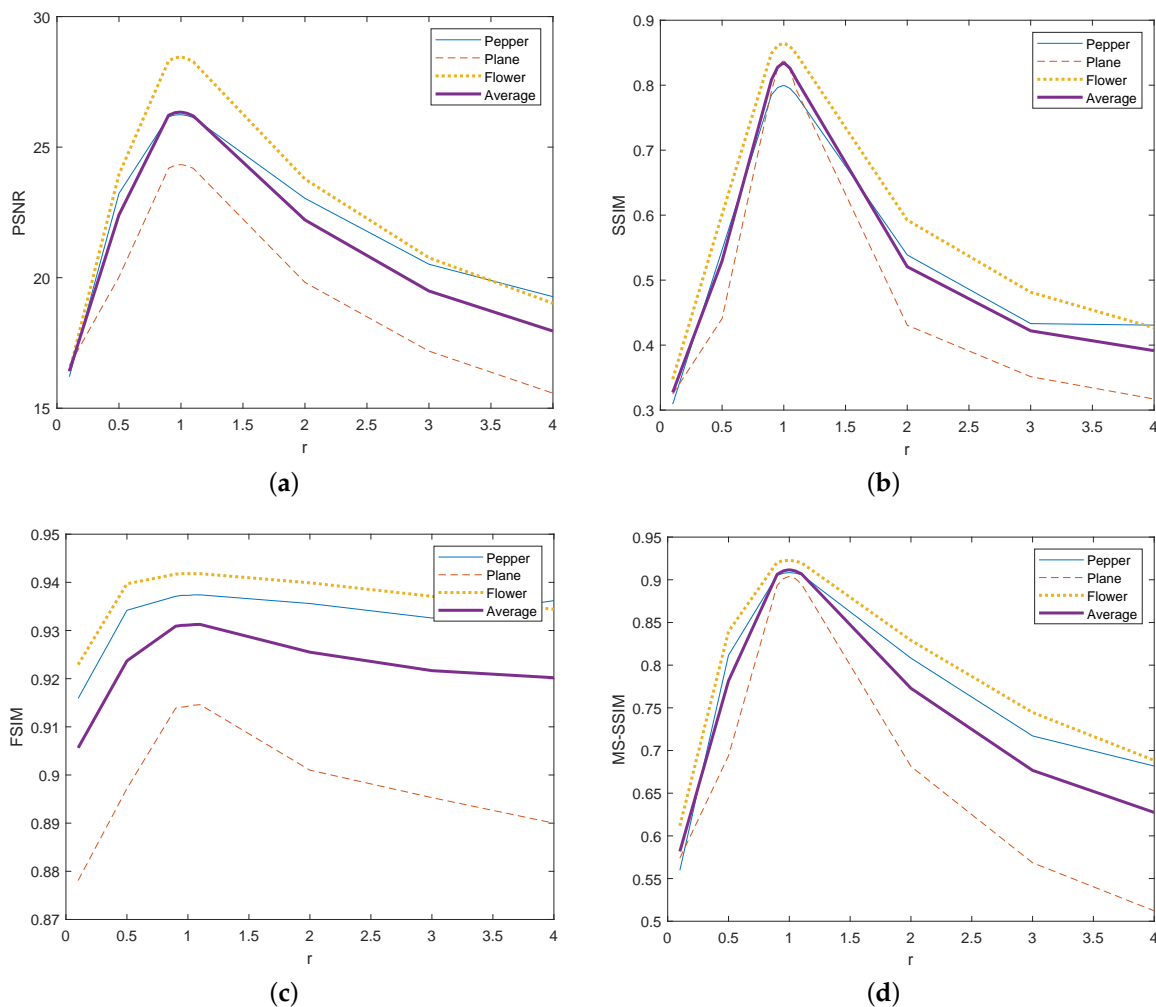 30
25
20
15
PSNR
0 0.5 1 1.5 2 2.5 3 3.5 4
r
Pepper
Plane
Flower
Average
(a)
0.9
0.8
0.7
0.6
0.5
0.4
0.3
SSIM
0 0.5 1 1.5 2 2.5 3 3.5 4
r
Pepper
Plane
Flower
Average
(b)
0.95
0.94
0.93
0.92
0.91
0.9
0.89
0.88
0.87
FSIM
0 0.5 1 1.5 2 2.5 3 3.5 4
r
Pepper
Plane
Flower
Average
(c)
0.95
0.9
0.85
0.8
0.75
0.7
0.65
0.6
0.55
0.5
MS-SSIM
0 0.5 1 1.5 2 2.5 3 3.5 4
r
Pepper
Plane
Flower
Average
(d)